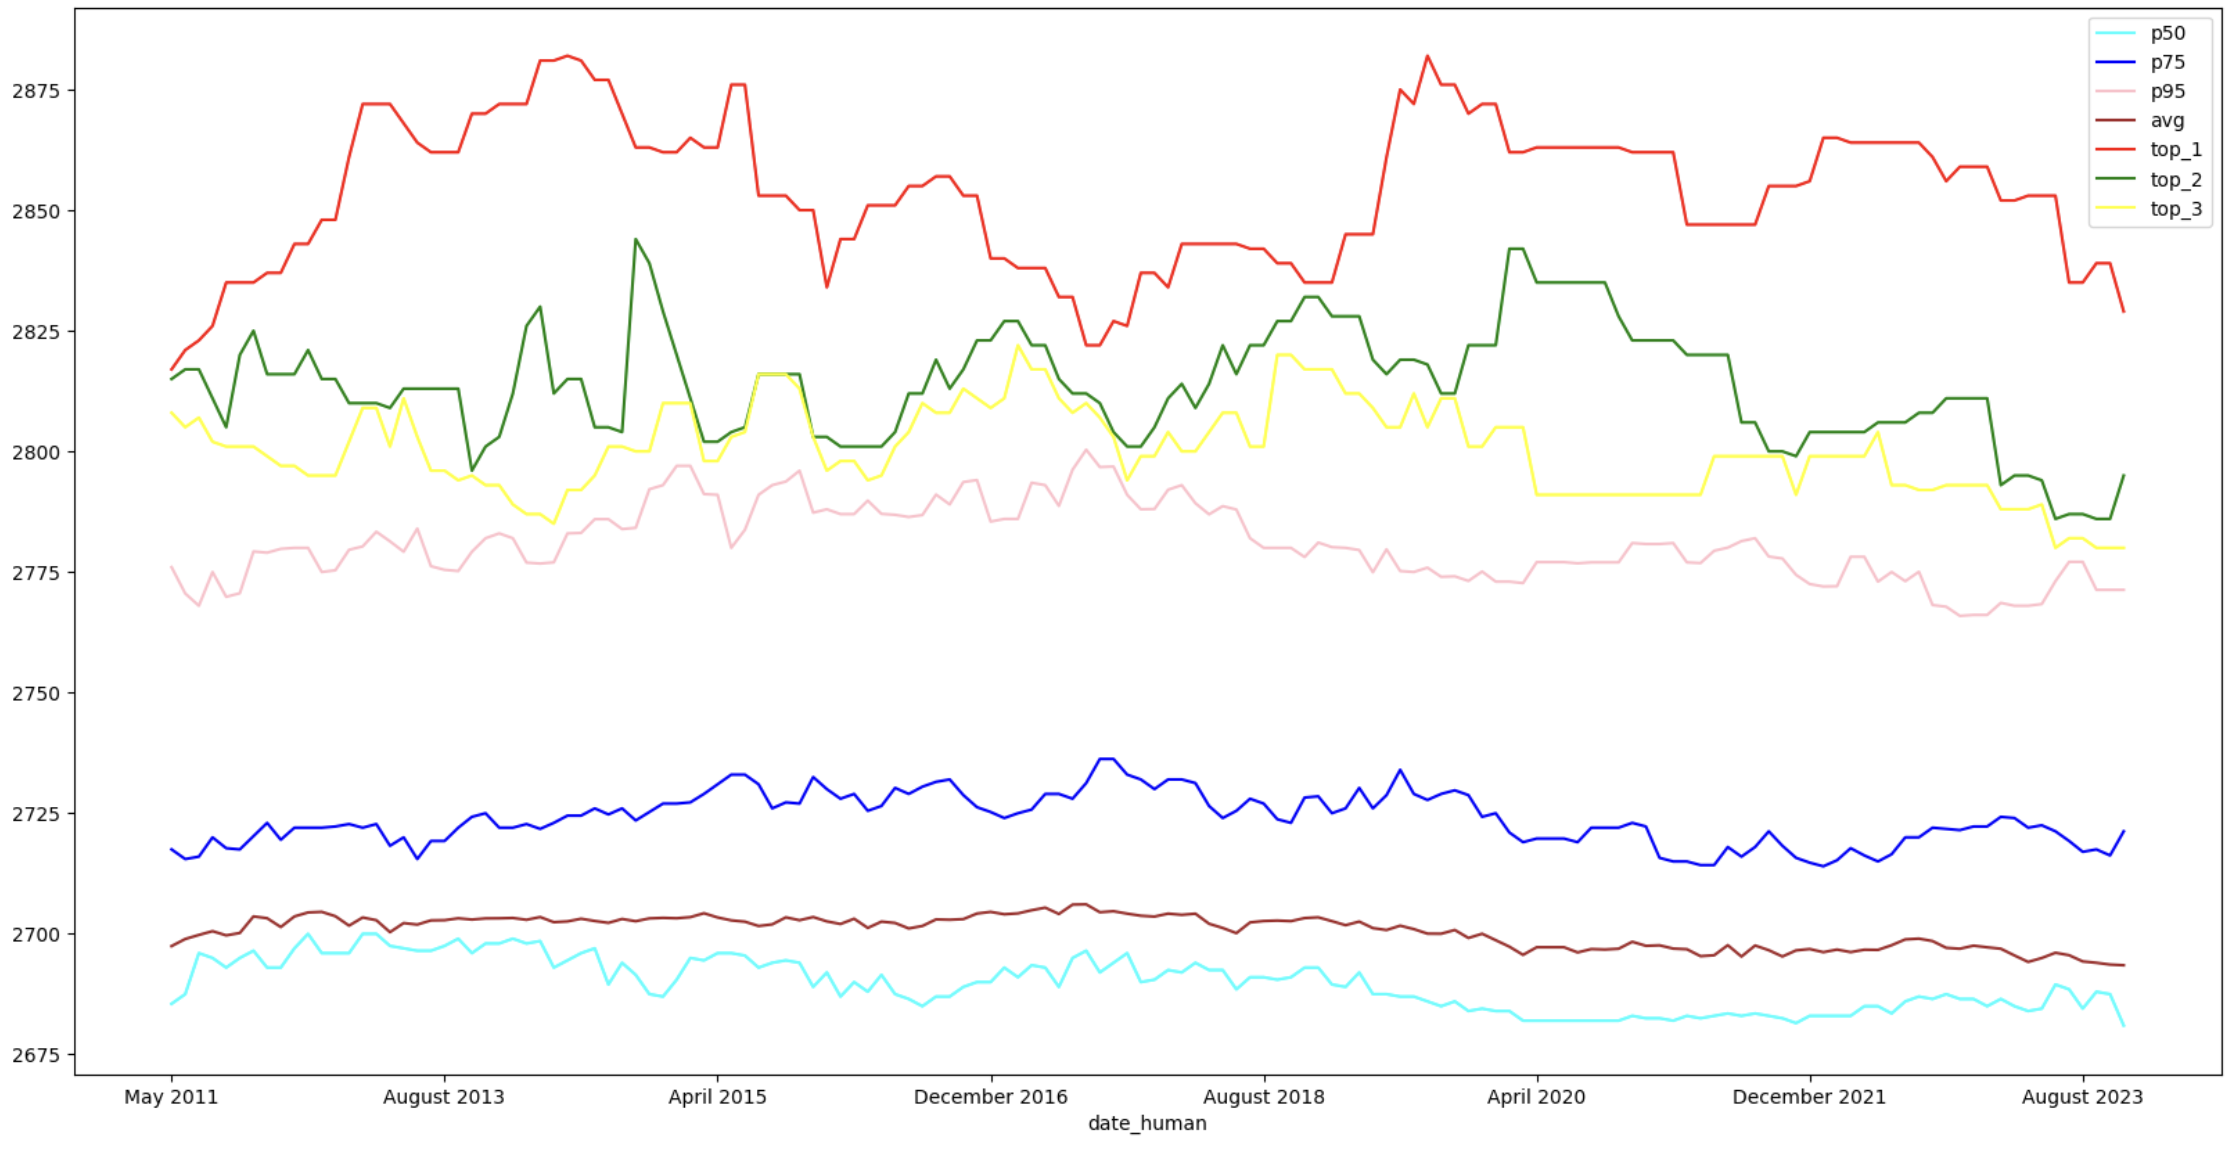 2875
2850
2825
2800
2775
2750
2725
2700
2675
p50
p75
p95
avg
top_1
top_2
top_3
May 2011 August 2013 April 2015 December 2016 August 2018 April 2020 December 2021 August 2023
date_human